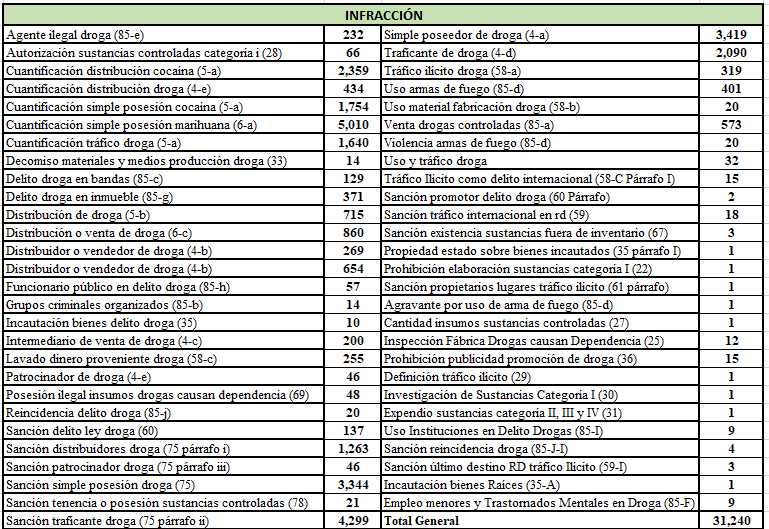 INFRACCIÓN
Agente ilegal droga (85-e) 232 Simple poseedor de droga (4-a) 3,419
Autorización sustancias controladas categoría i (28) 66 Traficante de droga (4-d) 2,090
Cuantificación distribución cocaina (5-a) 2,359 Tráfico ilicito droga (58-a) 319
Cuantificación distribución droga (4-e) 434 Uso armas de fuego (85-d) 401
Cuantificación simple posesión cocaína (5-a) 1,754 Uso material fabricación droga (58-b) 20
Cuantificación simple posesión marihuana (6-a) 5,010 Venta drogas controladas (85-a) 573
Cuantificación tráfico droga (5-a) 1,640 Violencia armas de fuego (85-d) 20
Decomiso materiales y medios producción droga (33) 14 Uso y tráfico droga 32
Delito droga en bandas (85-c) 129 Tráfico Ilicito como delito internacional (58-C Párrafo I) 15
Delito droga en inmueble (85-g) 371 Sanción promotor delito droga (60 Párrafo) 2
Distribución de droga (5-b) 715 Sanción tráfico internacional en rd (59) 18
Distribución o venta de droga (6-c) 860 Sanción existencia sustancias fuera de inventario (67) 3
Distribuidor o vendedor de droga (4-b) 269 Propiedad estado sobre bienes incautados (35 párrafo I) 1
Distribuidor o vendedor de droga (4-b) 654 Prohibición elaboración sustancias categoria I (22) 1
Funcionario público en delito droga (85-h) 57 Sanción propietarios lugares tráfico ilicito (61 párrafo) 1
Grupos criminales organizados (85-b) 14 Agravante por uso de arma de fuego (85-d) 1
Incautación bienes delito droga (35) 10 Cantidad insumos sustancias controladas (27) 1
Intermediario de venta de droga (4-c) 200 Inspección Fábrica Drogas causan Dependencia (25) 12
Lavado dinero proveniente droga (58-c) 255 Prohibición publicidad promoción de droga (36) 15
Patrocinador de droga (4-e) 46 Definición tráfico ilicito (29) 1
Posesión ilegal insumos drogas causan dependencia (69) 48 Investigación de Sustancias Categoría I (30) 1
Reincidencia delito droga (85-j) 20 Expendio sustancias categoria II, III y IV (31) 1
Sanción delito ley droga (60) 137 Uso Instituciones en Delito Drogas (85-I) 9
Sanción distribuidores droga (75 párrafo i) 1,263 Sanción reincidencia droga (85-J-I) 4
Sanción patrocinador droga (75 párrafo iii) 46 Sanción último destino RD tráfico Ilicito (59-I) 3
Sanción simple posesión droga (75) 3,344 Incautación bienes Raíces (35-A) 1
Sanción tenencia o posesión sustancias controladas (78) 21 Empleo menores y Trastornados Mentales en Droga (85-F) 9
Sanción traficante droga (75 párrafo ii) 4,299 Total General 31,240